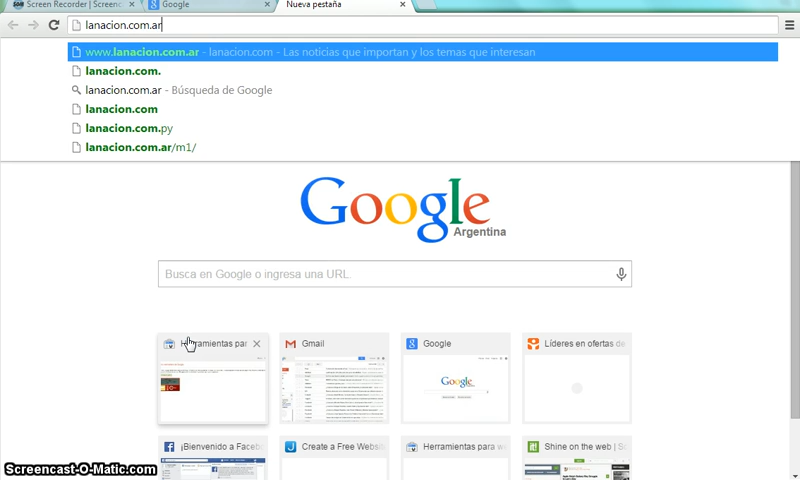 Screen Recorder | Screenc
Google
Nueva pestaña
lanacion.com.ar
www.lanacion.com.ar - lanacion.com - Las noticias que importan y los temas que interesan
lanacion.com.
lanacion.com.ar - Búsqueda de Google
lanacion.com
lanacion.com.py
lanacion.com.ar/m1/
Google
Argentina
Busca en Google o ingresa una URL.
Herramientas par
Gmail
Google
Líderes en ofertas de
¡Bienvenido a Faceb
Create a Free Website
Herramientas para w
Shine on the web | Sc
Screencast-O-Matic.com